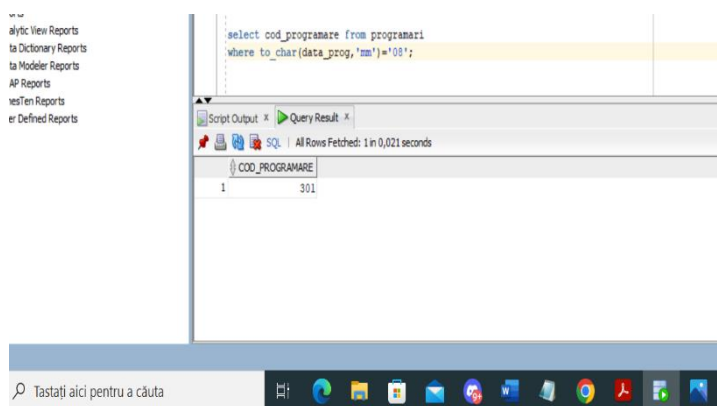 alytic View Reports
ta Dictionary Reports
ta Modeler Reports
AP Reports
nesTen Reports
er Defined Reports
select cod_programare from programari
where to_char(data_prog,'mm')='08';
Script Output x Query Result x
SQL | All Rows Fetched: 1 in 0,021 seconds
COD_PROGRAMARE
1 301
Tastați aici pentru a căuta